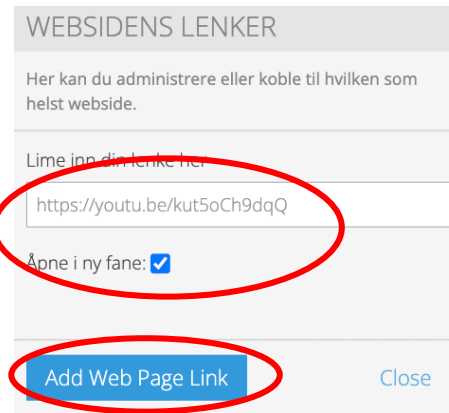 WEBSIDENS LENKER
Her kan du administrere eller koble til hvilken som
helst webside.
Lime inn din lenke her
https://youtu.be/kut5oCh9dqQ
Åpne i ny fane:
Add Web Page Link
Close